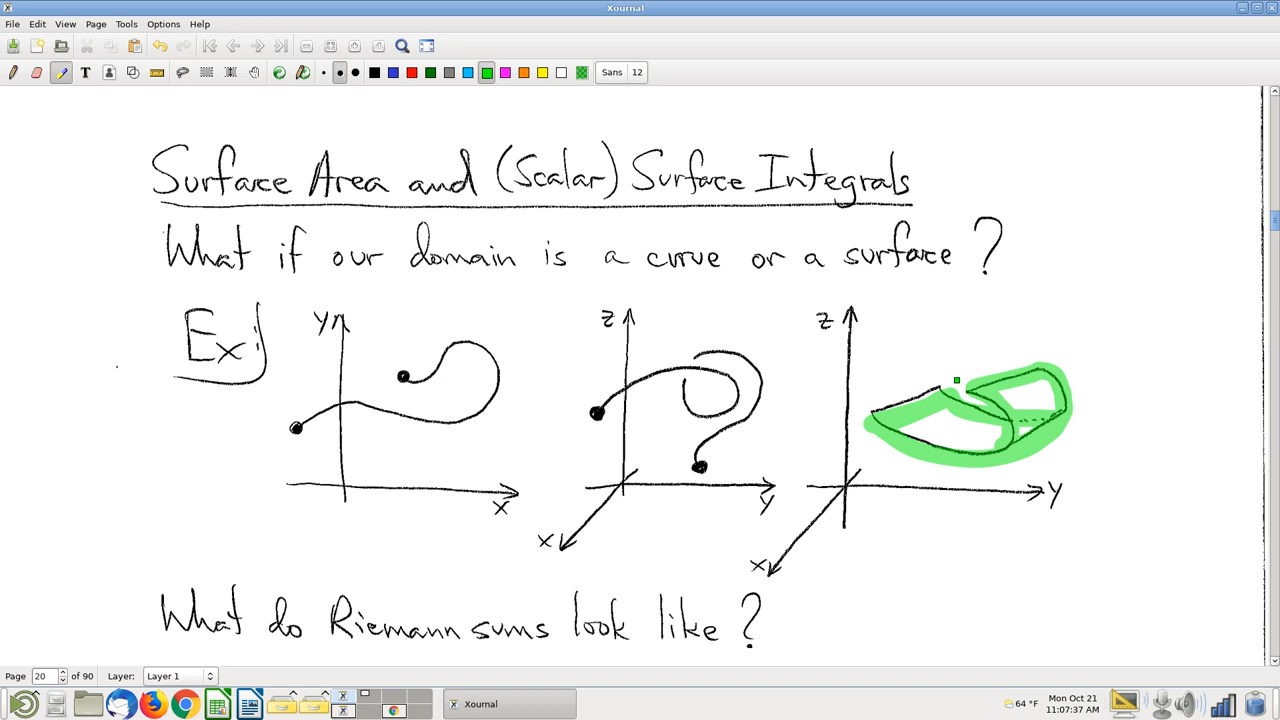 Xournal
File Edit View Page Tools Options Help
Sans 12
Surface Area and (Scalar) Surface Integrals
What if our domain is a curve or a surface?
Ex:
y z z
x y y
x x
What do Riemann sums look like?
Page 20 of 90 Layer: Layer 1
Xournal
64 °F
Mon Oct 21
11:07:37 AM